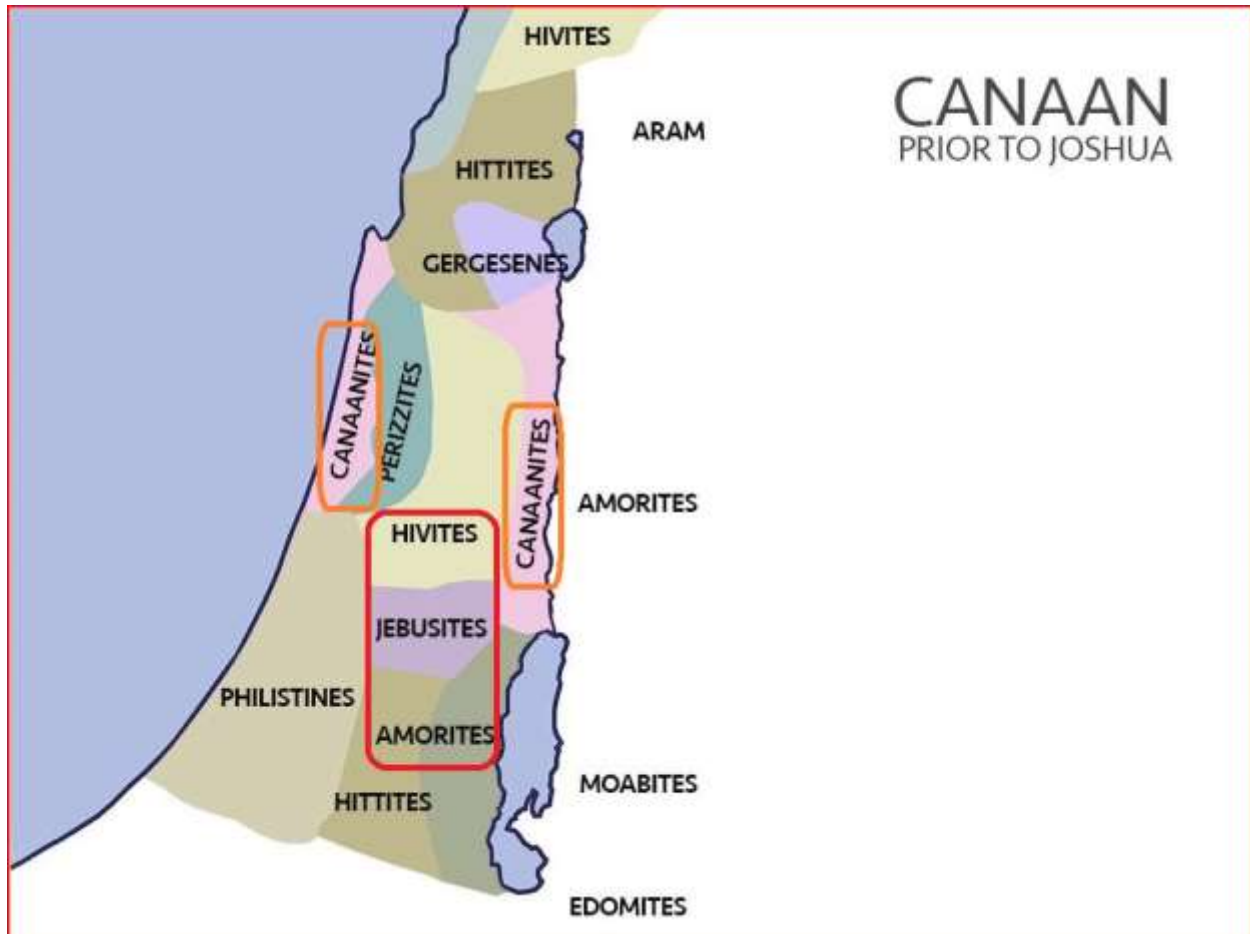 HIVITES
CANAAN
PRIOR TO JOSHUA
ARAM
HITTITES
GERGESENES
CANAANITES
PERIZZITES
CANAANITES
AMORITES
HIVITES
JEBUSITES
PHILISTINES
AMORITES
MOABITES
HITTITES
EDOMITES